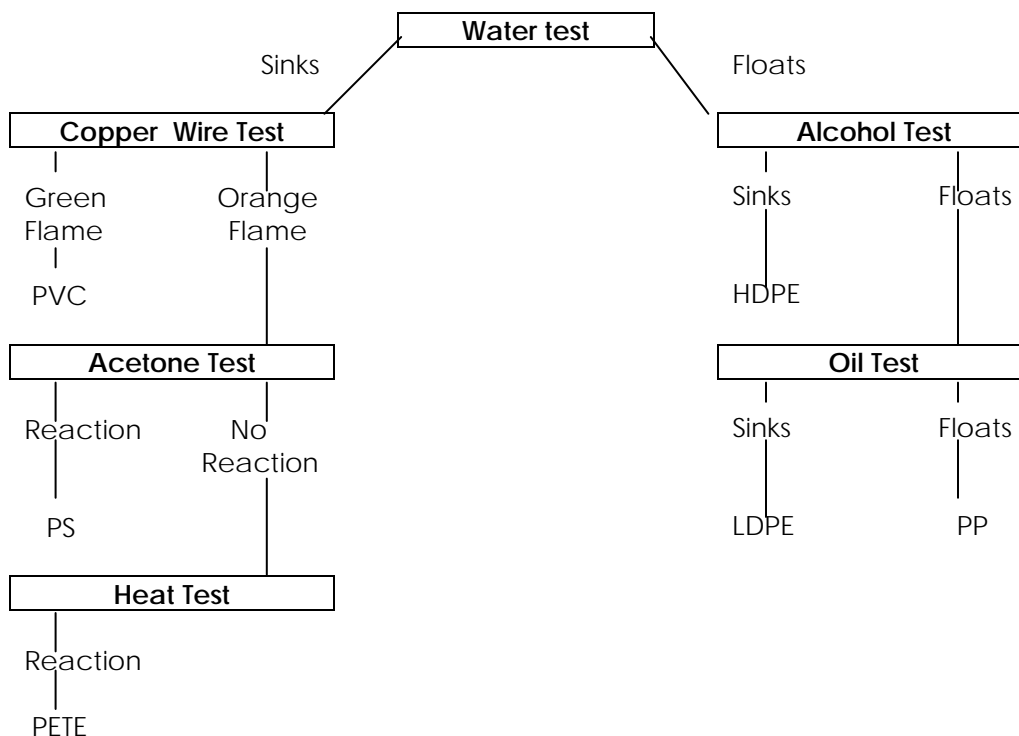 Water test
Sinks
Floats
Copper Wire Test
Alcohol Test
Green
Flame
Orange
Flame
Sinks
Floats
PVC
HDPE
Acetone Test
Oil Test
Reaction
No
Reaction
Sinks
Floats
PS
LDPE
PP
Heat Test
Reaction
PETE